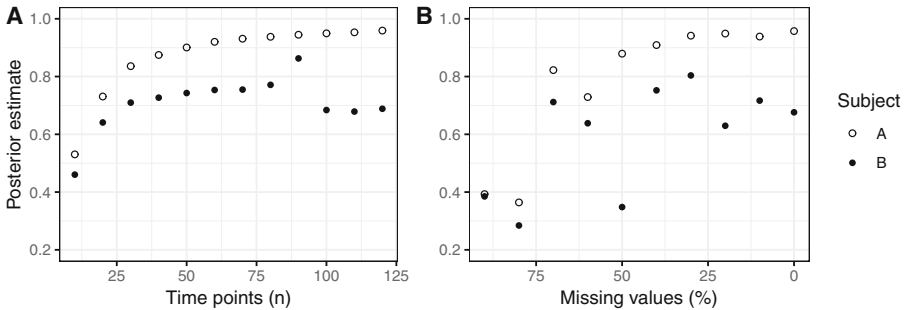 A
Posterior estimate
1.0
0.8
0.6
0.4
0.2
25
50
75
100
125
Time points (n)
B
1.0
0.8
0.6
0.4
0.2
75
50
25
0
Missing values (%)
Subject
A
B